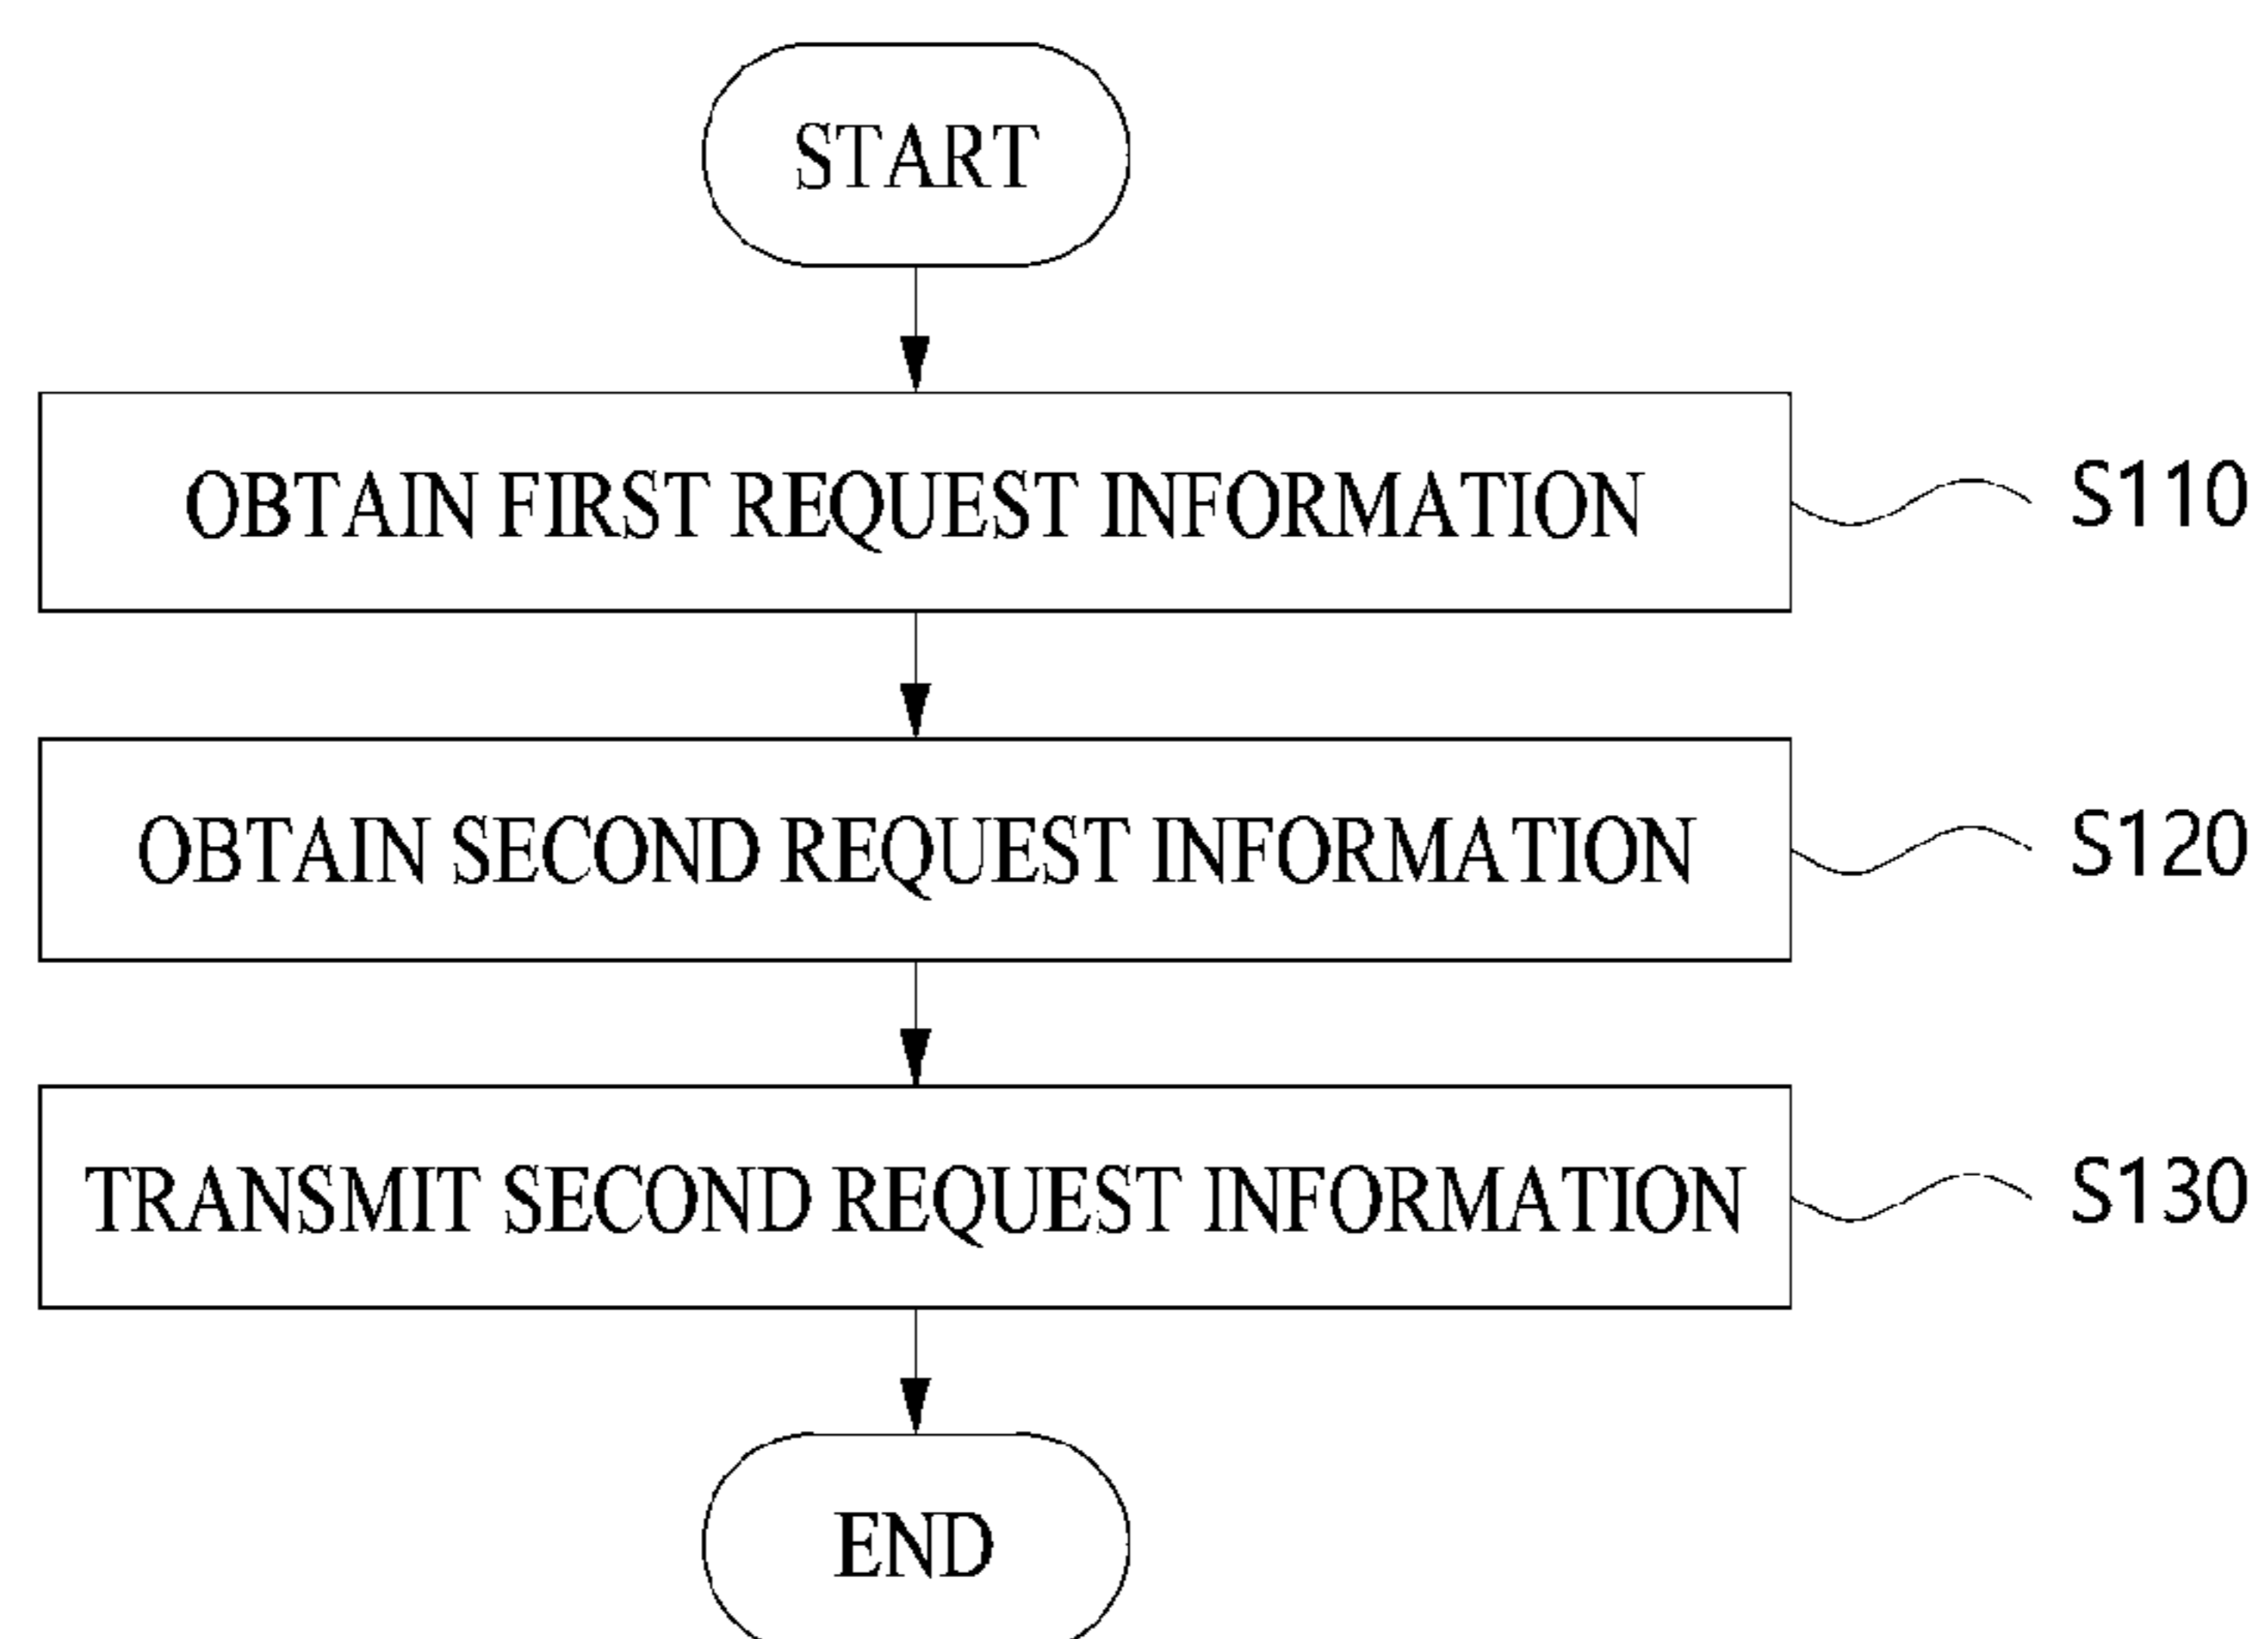 START
OBTAIN FIRST REQUEST INFORMATION
S110
OBTAIN SECOND REQUEST INFORMATION
S120
TRANSMIT SECOND REQUEST INFORMATION
S130
END